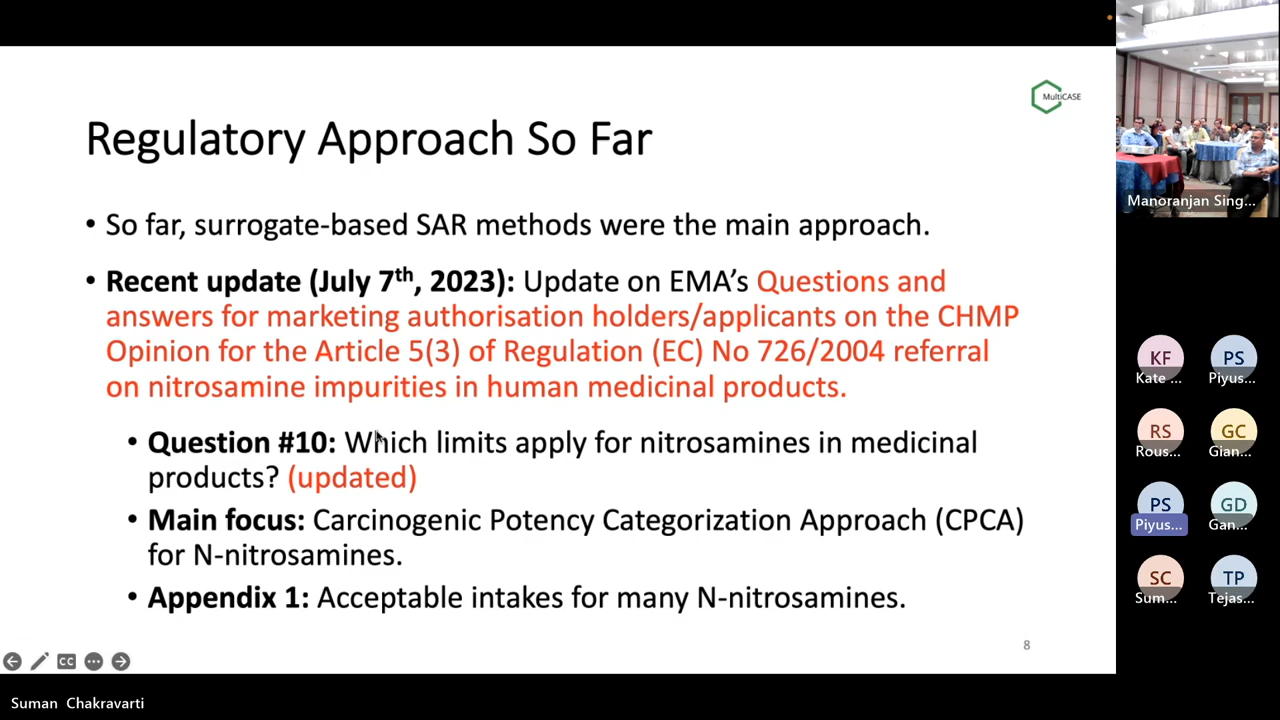 MultiCASE
Regulatory Approach So Far
• So far, surrogate-based SAR methods were the main approach.
• Recent update (July 7th, 2023): Update on EMA’s Questions and
answers for marketing authorisation holders/applicants on the CHMP
Opinion for the Article 5(3) of Regulation (EC) No 726/2004 referral
on nitrosamine impurities in human medicinal products.
• Question #10: Which limits apply for nitrosamines in medicinal
products? (updated)
• Main focus: Carcinogenic Potency Categorization Approach (CPCA)
for N-nitrosamines.
• Appendix 1: Acceptable intakes for many N-nitrosamines.
8
CC
Suman Chakravarti
Manoranjan Sing...
KF
Kate ...
PS
Piyus...
RS
Rous...
GC
Gian...
PS
Piyus...
GD
Gan...
SC
Sum...
TP
Tejas...